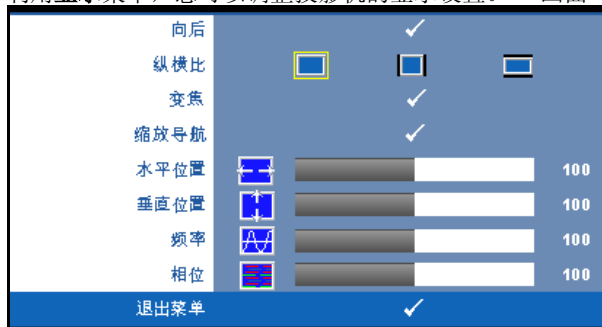 向后
纵横比
变焦
缩放导航
水平位置 100
垂直位置 100
频率 100
相位 100
退出菜单